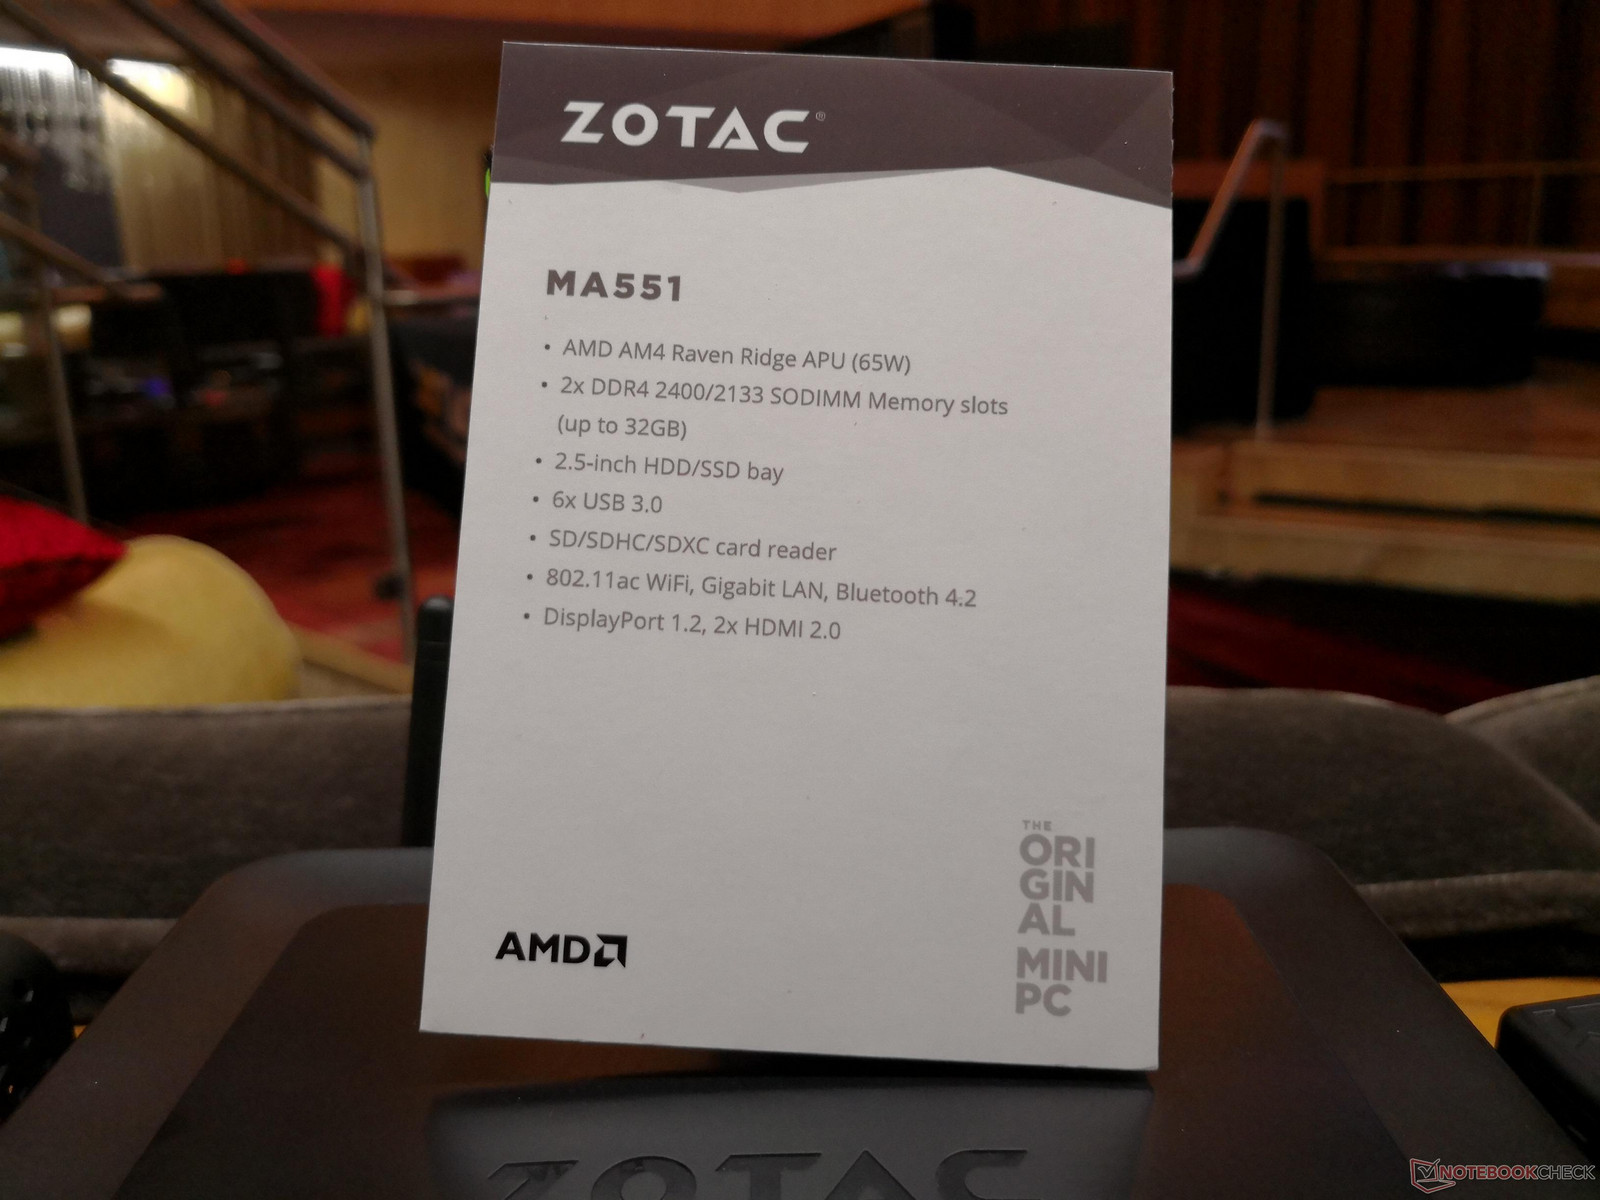 ZOTAC®
MA551
• AMD AM4 Raven Ridge APU (65W)
• 2x DDR4 2400/2133 SODIMM Memory slots
(up to 32GB)
• 2.5-inch HDD/SSD bay
• 6x USB 3.0
• SD/SDHC/SDXC card reader
• 802.11ac WiFi, Gigabit LAN, Bluetooth 4.2
• DisplayPort 1.2, 2x HDMI 2.0
THE
ORI
GIN
AL
MINI
PC
AMD
ZOTAC
NOTEBOOKCHECK